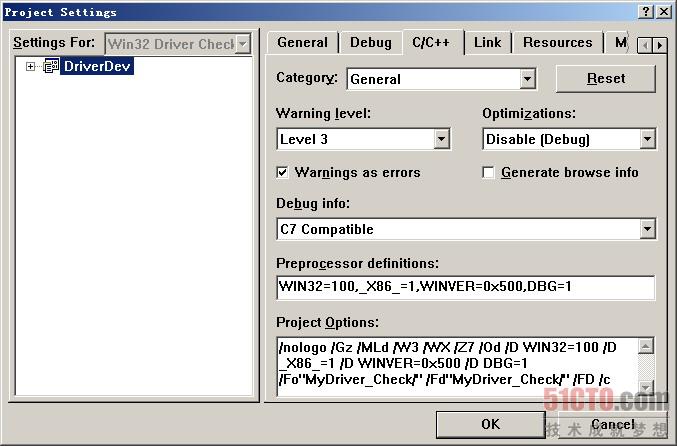 Project Settings
Settings For: Win32 Driver Check
DriverDev
General Debug C/C++ Link Resources M
Category: General Reset
Warning level: Optimizations:
Level 3 Disable (Debug)
Warnings as errors Generate browse info
Debug info:
C7 Compatible
Preprocessor definitions:
WIN32=100,_X86_=1,WINVER=0x500,DBG=1
Project Options:
/nologo /Gz /MLd /W3 /WX /Z7 /Od /D WIN32=100 /D
_X86_=1 /D WINVER=0x500 /D DBG=1
/Fo"MyDriver_Check/" /Fd"MyDriver_Check/" /FD /c
51CTO.com
OK Cancel
技术成就梦想